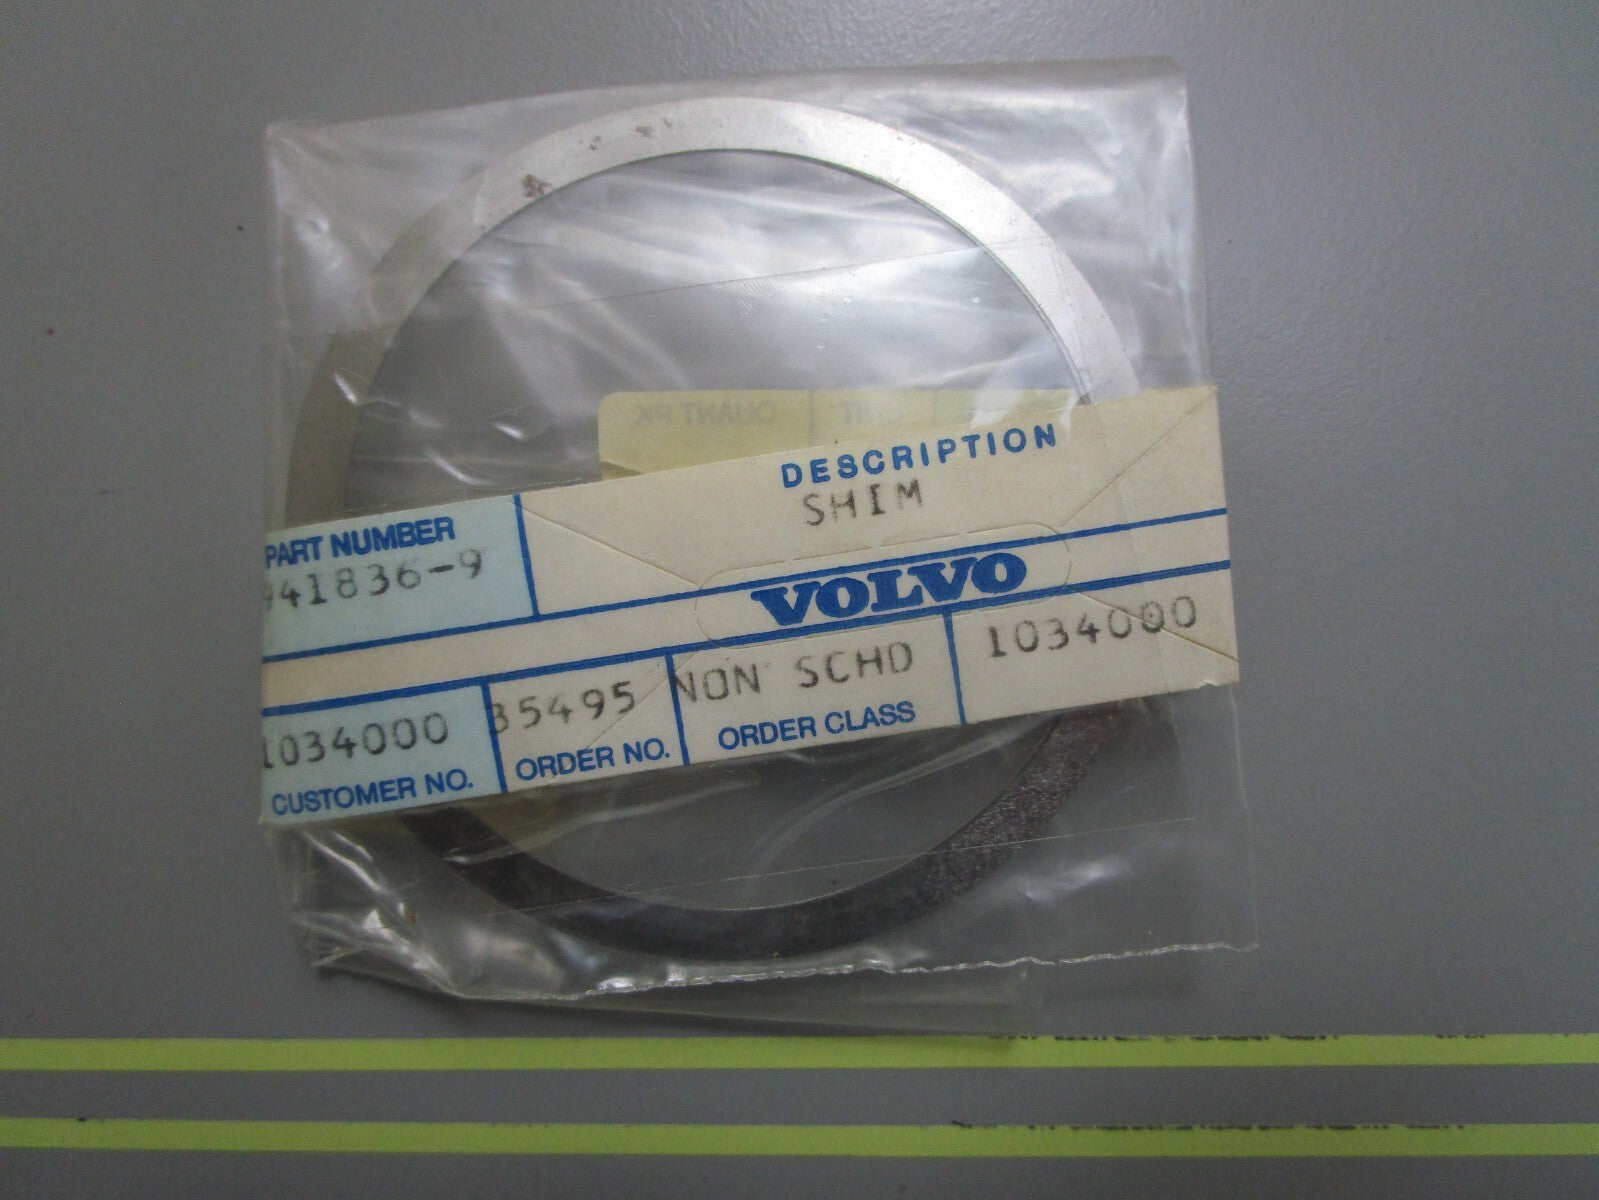 DESCRIPTION
SHIM
PART NUMBER
941836-9
VOLVO
1034000 35495 NON SCHD 1034000
CUSTOMER NO. ORDER NO. ORDER CLASS
QUANT PK